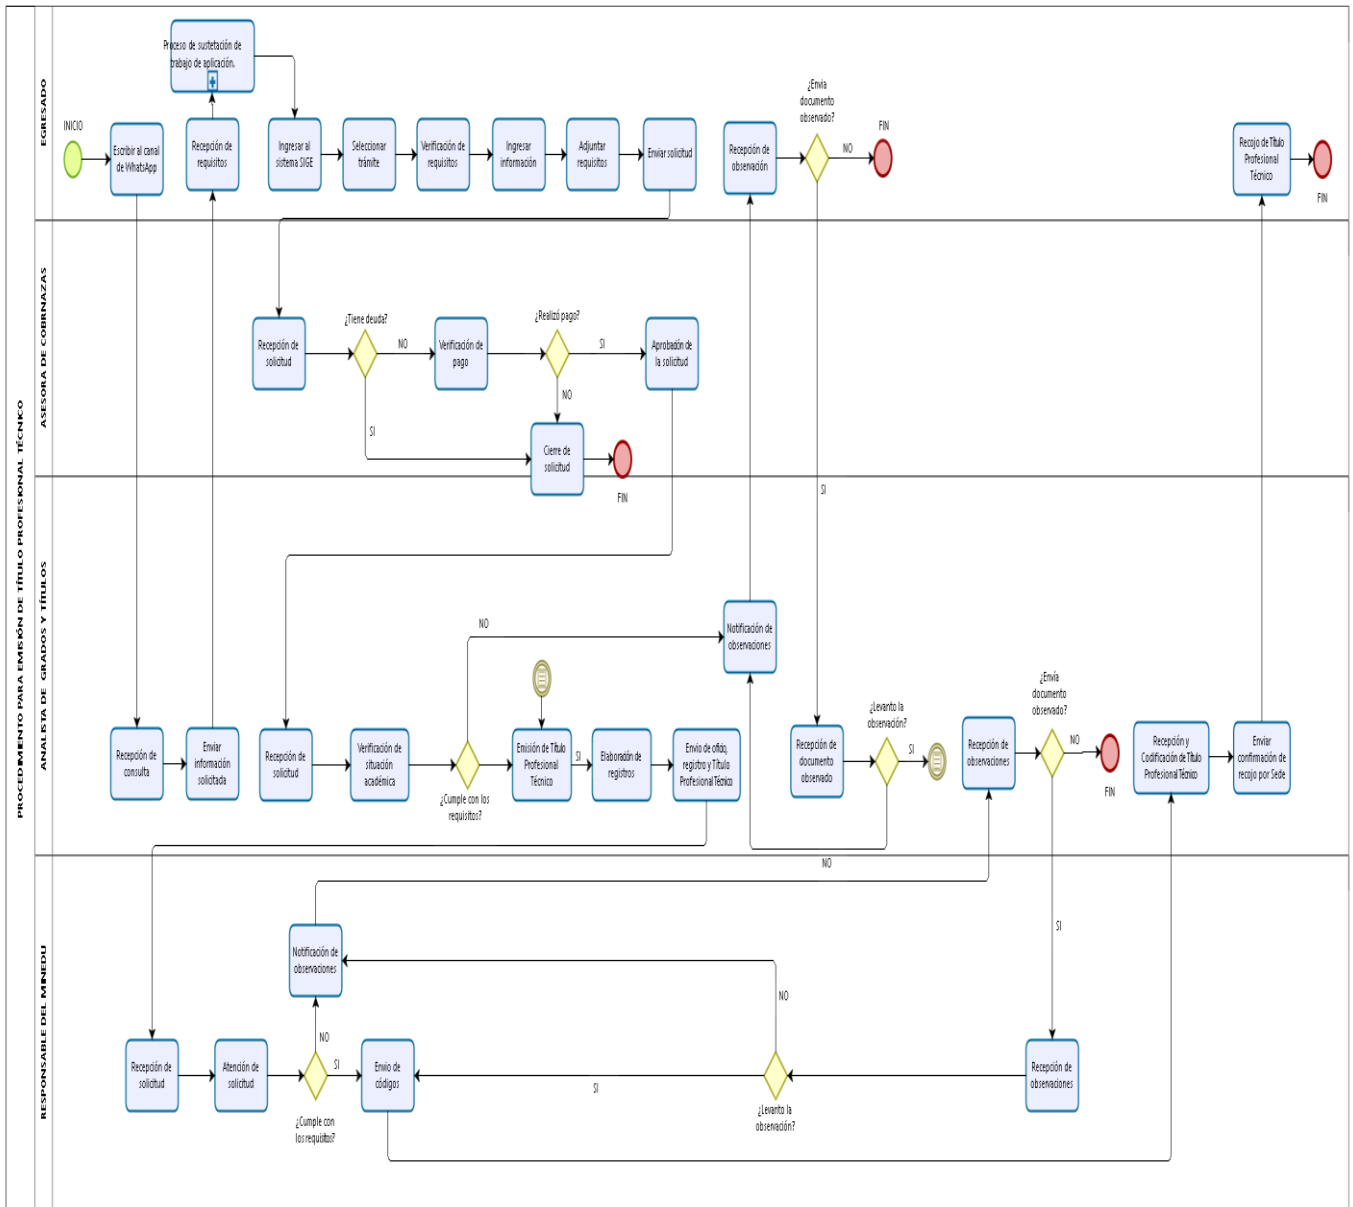 PROCEDIMIENTO PARA EMISIÓN DE TÍTULO PROFESIONAL TÉCNICO
EGRESADO
INICIO
Escribir al canal
de WhatsApp
Proceso de sustetación de
trabajo de aplicación.
Recepción de
requisitos
Ingresar al
sistema SIGE
Seleccionar
trámite
Verificación de
requisitos
Ingresar
información
Adjuntar
requisitos
Enviar solicitud
Recepción de
observación
¿Envia
documento
observado?
NO
FIN
SI
Recojo de Título
Profesional
Técnico
FIN
ASESORA DE COBRNAZAS
Recepción de
solicitud
¿Tiene deuda?
NO
SI
Verificación de
pago
¿Realizó pago?
SI
NO
Aprobación de
la solicitud
Cierre de
solicitud
FIN
ANALISTA DE GRADOS Y TÍTULOS
Recepción de
consulta
Enviar
información
solicitada
Recepción de
solicitud
Verificación de
situación
académica
¿Cumple con los
requisitos?
NO
Emisión de Título
Profesional
Técnico
SI
Elaboración de
registros
Envio de oficio,
registro y Título
Profesional Técnico
Notificación de
observaciones
Recepción de
documento
observado
¿Levanto la
observación?
SI
NO
Recepción de
observaciones
¿Envía
documento
observado?
NO
FIN
SI
Recepción y
Codificación de Título
Profesional Técnico
Enviar
confirmación de
recojo por Sede
RESPONSABLE DEL MINEDU
Recepción de
solicitud
Atención de
solicitud
¿Cumple con
los requisitos?
NO
SI
Notificación de
observaciones
Envio de
códigos
SI
NO
¿Levanto la
observación?
Recepción de
observaciones